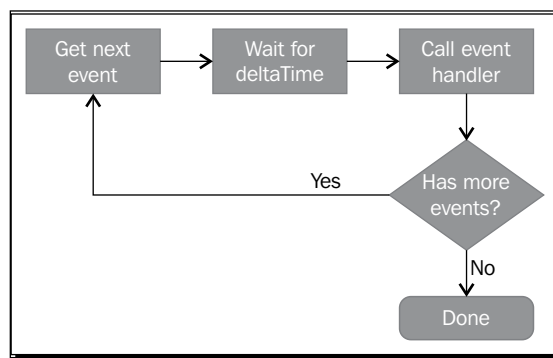 Get next
event
Wait for
deltaTime
Call event
handler
Has more
events?
Yes
No
Done